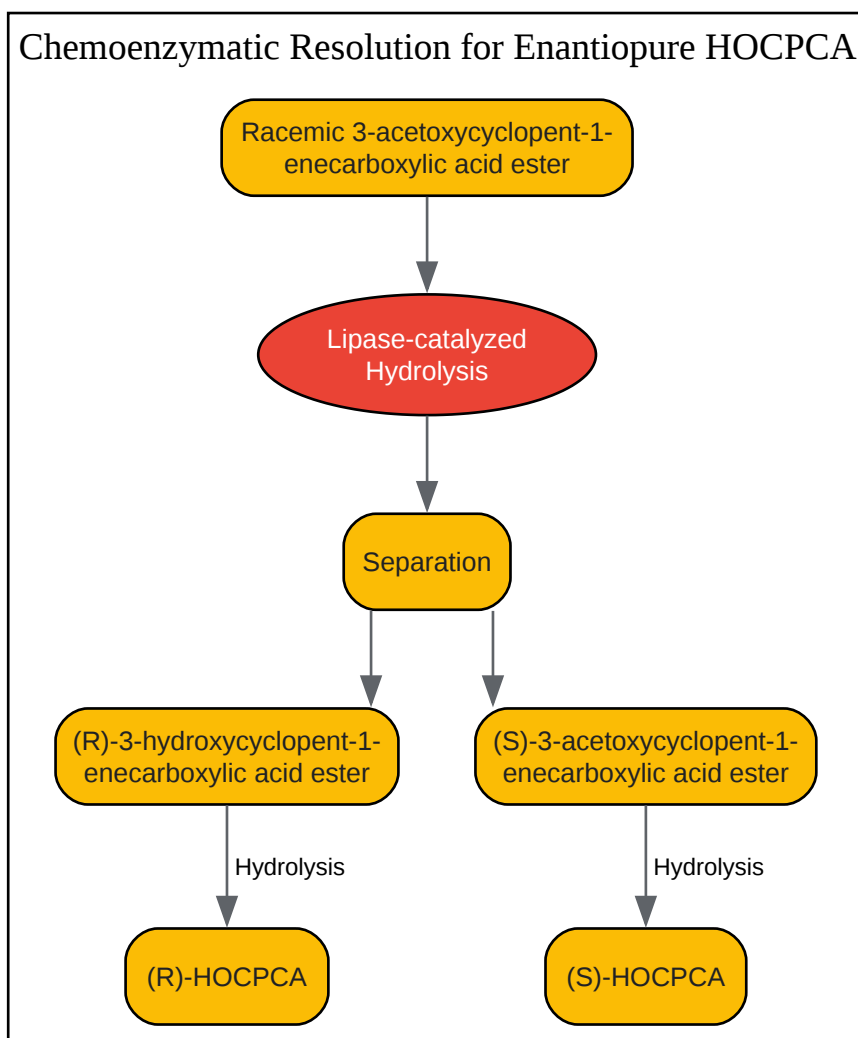 Chemoenzymatic Resolution for Enantiopure HOCPCA
Racemic 3-acetoxycyclopent-1-
enecarboxylic acid ester
Lipase-catalyzed
Hydrolysis
Separation
(R)-3-hydroxycyclopent-1-
enecarboxylic acid ester
(S)-3-acetoxycyclopent-1-
enecarboxylic acid ester
Hydrolysis
Hydrolysis
(R)-HOCPCA
(S)-HOCPCA